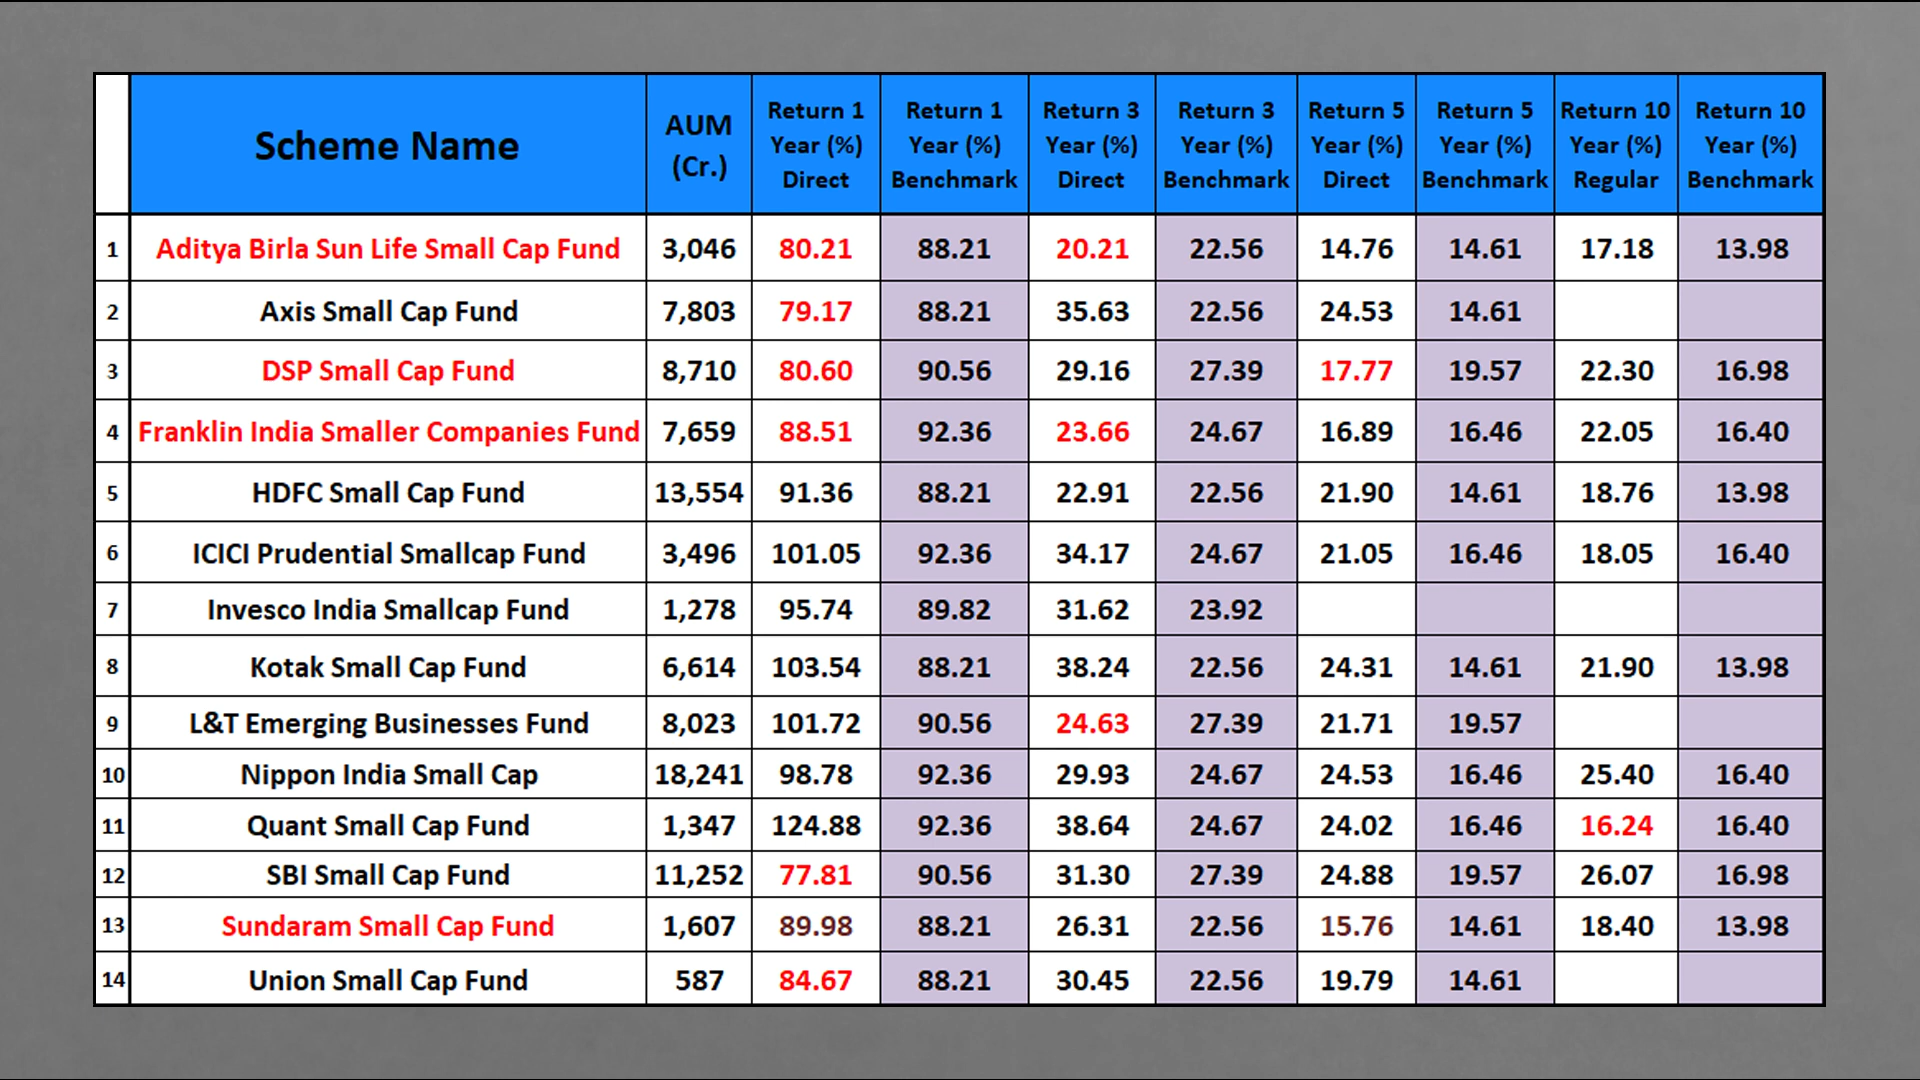 Scheme Name AUM (Cr.) Return 1 Year (%) Direct Return 1 Year (%) Benchmark Return 3 Year (%) Direct Return 3 Year (%) Benchmark Return 5 Year (%) Direct Return 5 Year (%) Benchmark Return 10 Year (%) Regular Return 10 Year (%) Benchmark
1 Aditya Birla Sun Life Small Cap Fund 3,046 80.21 88.21 20.21 22.56 14.76 14.61 17.18 13.98
2 Axis Small Cap Fund 7,803 79.17 88.21 35.63 22.56 24.53 14.61
3 DSP Small Cap Fund 8,710 80.60 90.56 29.16 27.39 17.77 19.57 22.30 16.98
4 Franklin India Smaller Companies Fund 7,659 88.51 92.36 23.66 24.67 16.89 16.46 22.05 16.40
5 HDFC Small Cap Fund 13,554 91.36 88.21 22.91 22.56 21.90 14.61 18.76 13.98
6 ICICI Prudential Smallcap Fund 3,496 101.05 92.36 34.17 24.67 21.05 16.46 18.05 16.40
7 Invesco India Smallcap Fund 1,278 95.74 89.82 31.62 23.92
8 Kotak Small Cap Fund 6,614 103.54 88.21 38.24 22.56 24.31 14.61 21.90 13.98
9 L&T Emerging Businesses Fund 8,023 101.72 90.56 24.63 27.39 21.71 19.57
10 Nippon India Small Cap 18,241 98.78 92.36 29.93 24.67 24.53 16.46 25.40 16.40
11 Quant Small Cap Fund 1,347 124.88 92.36 38.64 24.67 24.02 16.46 16.24 16.40
12 SBI Small Cap Fund 11,252 77.81 90.56 31.30 27.39 24.88 19.57 26.07 16.98
13 Sundaram Small Cap Fund 1,607 89.98 88.21 26.31 22.56 15.76 14.61 18.40 13.98
14 Union Small Cap Fund 587 84.67 88.21 30.45 22.56 19.79 14.61